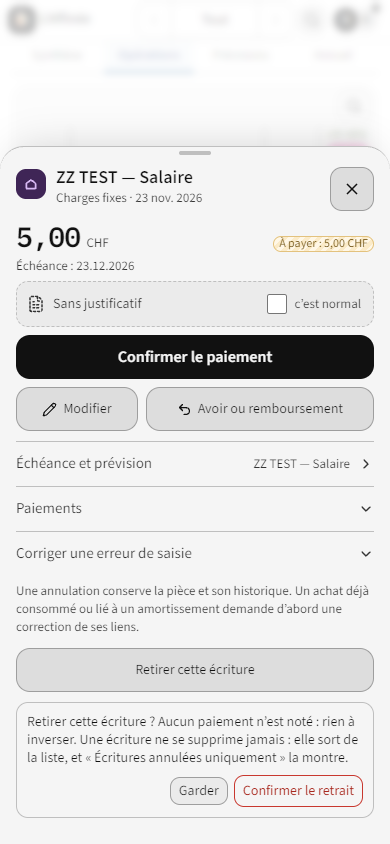 ZZ TEST — Salaire
Charges fixes · 23 nov. 2026
5,00 CHF
À payer : 5,00 CHF
Échéance : 23.12.2026
Sans justificatif
c’est normal
Confirmer le paiement
Modifier
Avoir ou remboursement
Échéance et prévision
ZZ TEST — Salaire
Paiements
Corriger une erreur de saisie
Une annulation conserve la pièce et son historique. Un achat déjà
consommé ou lié à un amortissement demande d’abord une
correction de ses liens.
Retirer cette écriture
Retirer cette écriture ? Aucun paiement n’est noté : rien à
inverser. Une écriture ne se supprime jamais : elle sort de
la liste, et « Écritures annulées uniquement » la montre.
Garder
Confirmer le retrait